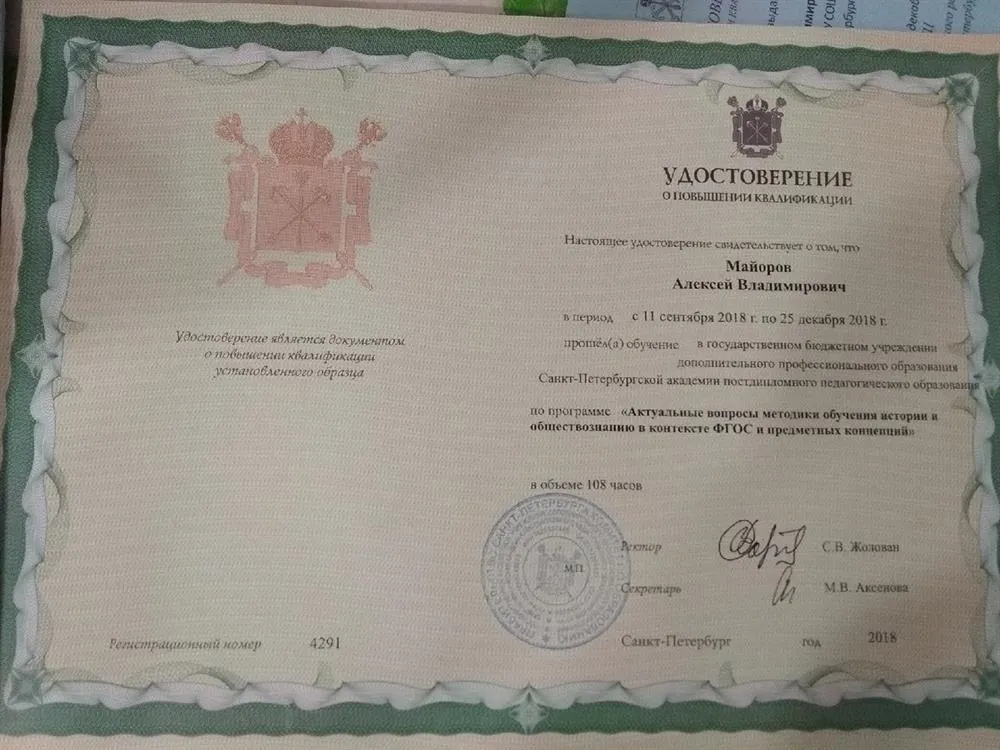 Удостоверение является документом
о повышении квалификации
установленного образца
Регистрационный номер 4291
УДОСТОВЕРЕНИЕ
О ПОВЫШЕНИИ КВАЛИФИКАЦИИ
Настоящее удостоверение свидетельствует о том, что
Майоров
Алексей Владимирович
в период с 11 сентября 2018 г. по 25 декабря 2018 г.
прошёл(а) обучение в государственном бюджетном учреждении
дополнительного профессионального образования
Санкт-Петербургской академии постдипломного педагогического образования
по программе «Актуальные вопросы методики обучения истории и
обществознанию в контексте ФГОС и предметных концепций»
в объеме 108 часов
М.П.
Ректор С.В. Жолован
Секретарь М.В. Аксенова
Санкт-Петербург год 2018